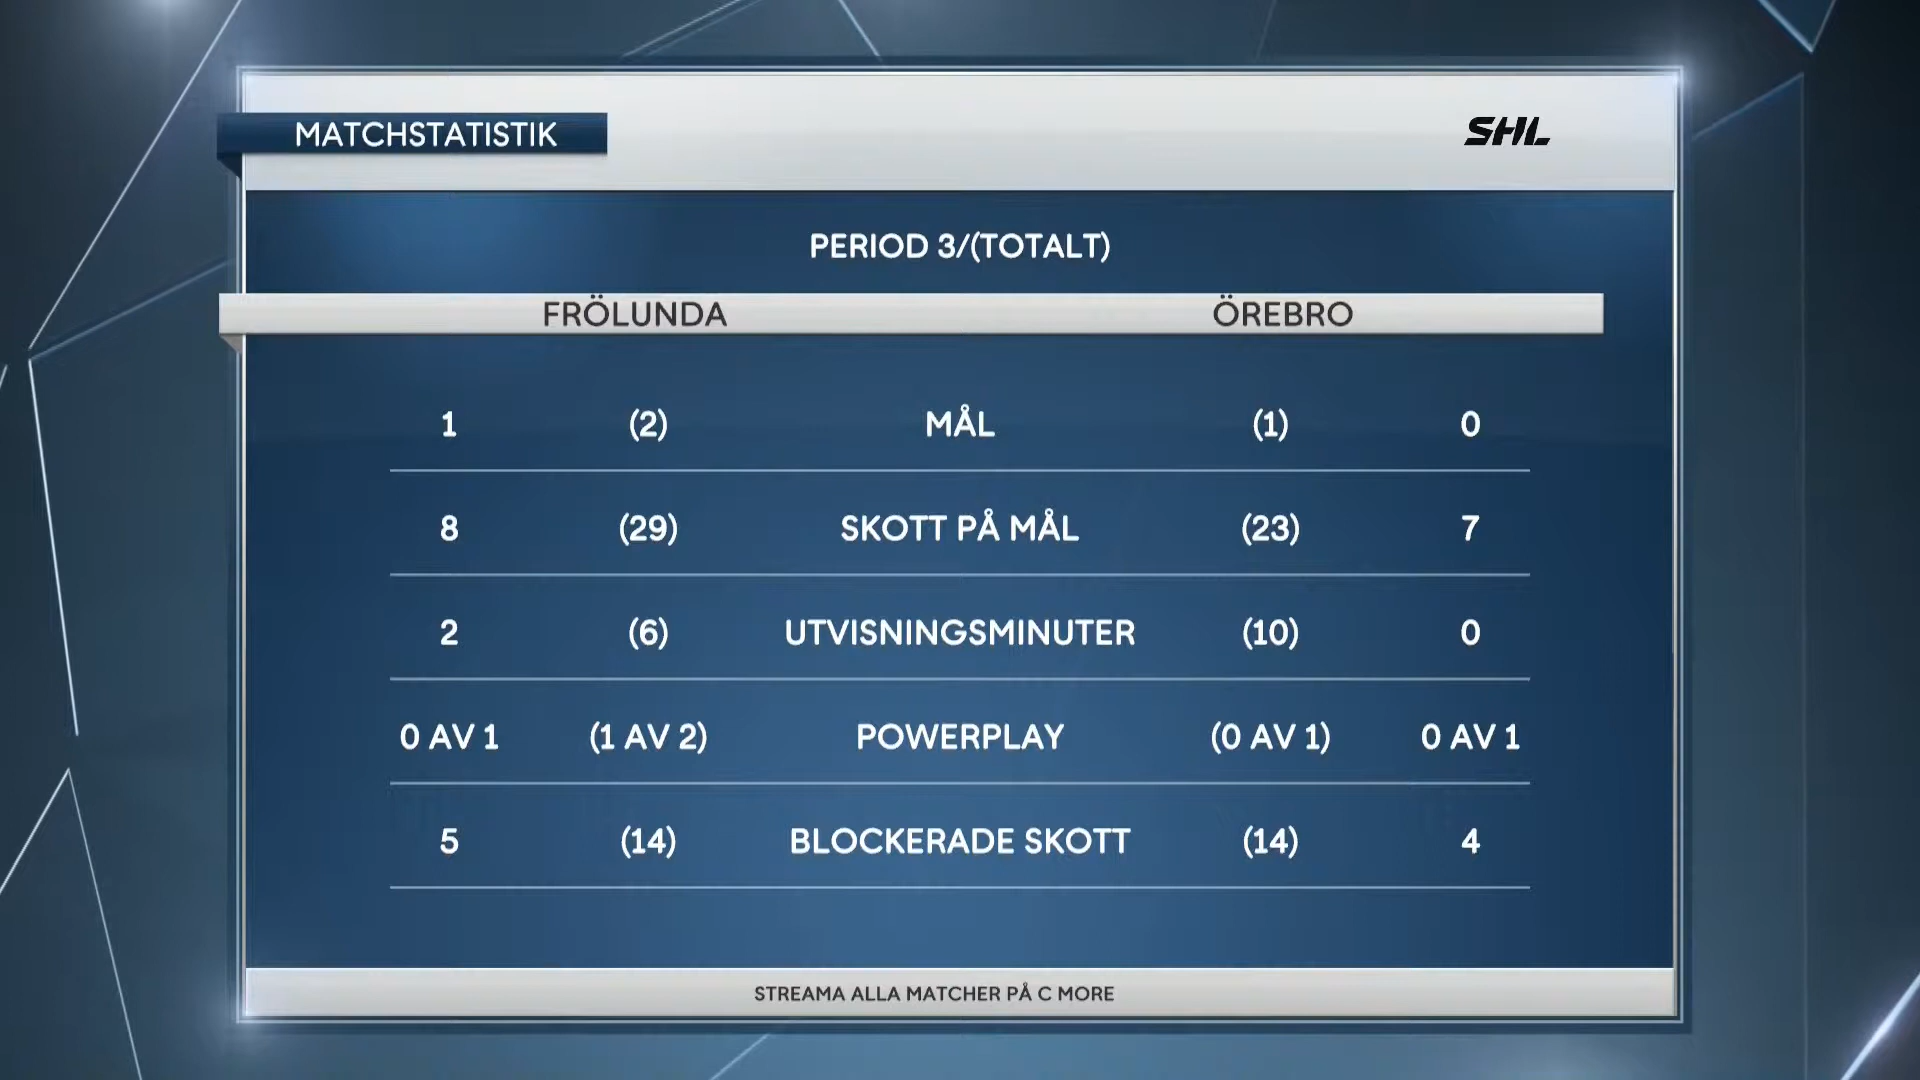 MATCHSTATISTIK
SHL
PERIOD 3/(TOTALT)
FRÖLUNDA ÖREBRO
1 (2) MÅL (1) 0
8 (29) SKOTT PÅ MÅL (23) 7
2 (6) UTVISNINGSMINUTER (10) 0
0 AV 1 (1 AV 2) POWERPLAY (0 AV 1) 0 AV 1
5 (14) BLOCKERADE SKOTT (14) 4
STREAMA ALLA MATCHER PÅ C MORE